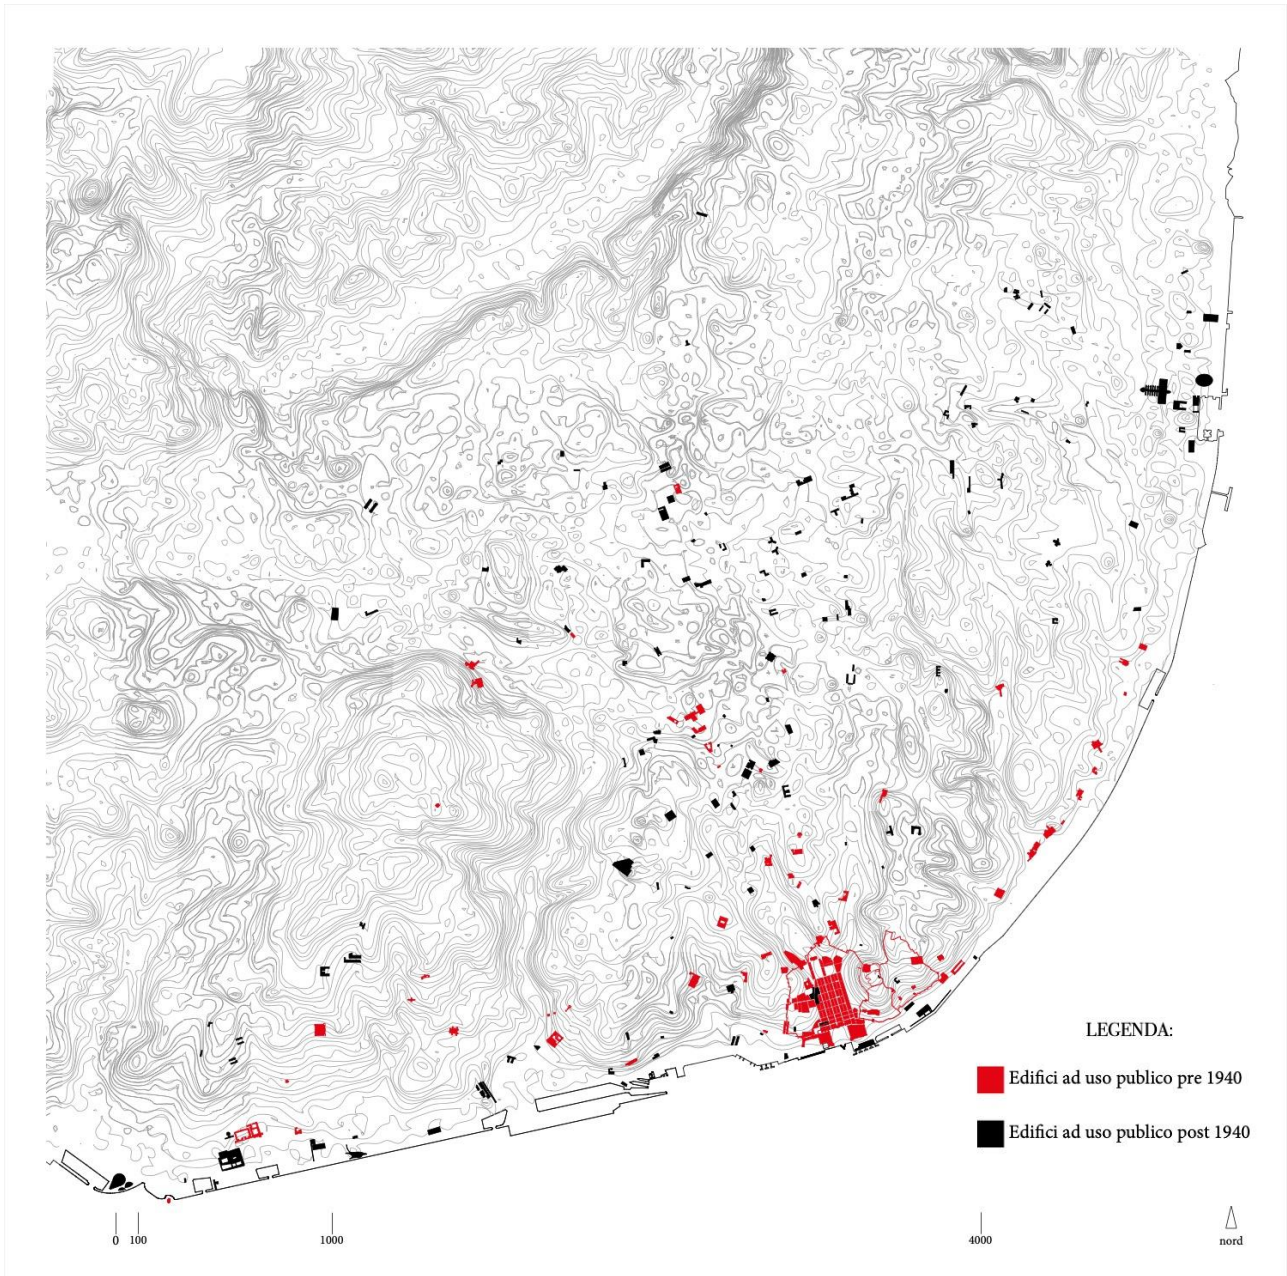 LEGENDA:
Edifici ad uso publico pre 1940
Edifici ad uso publico post 1940
0 100 1000 4000 nord